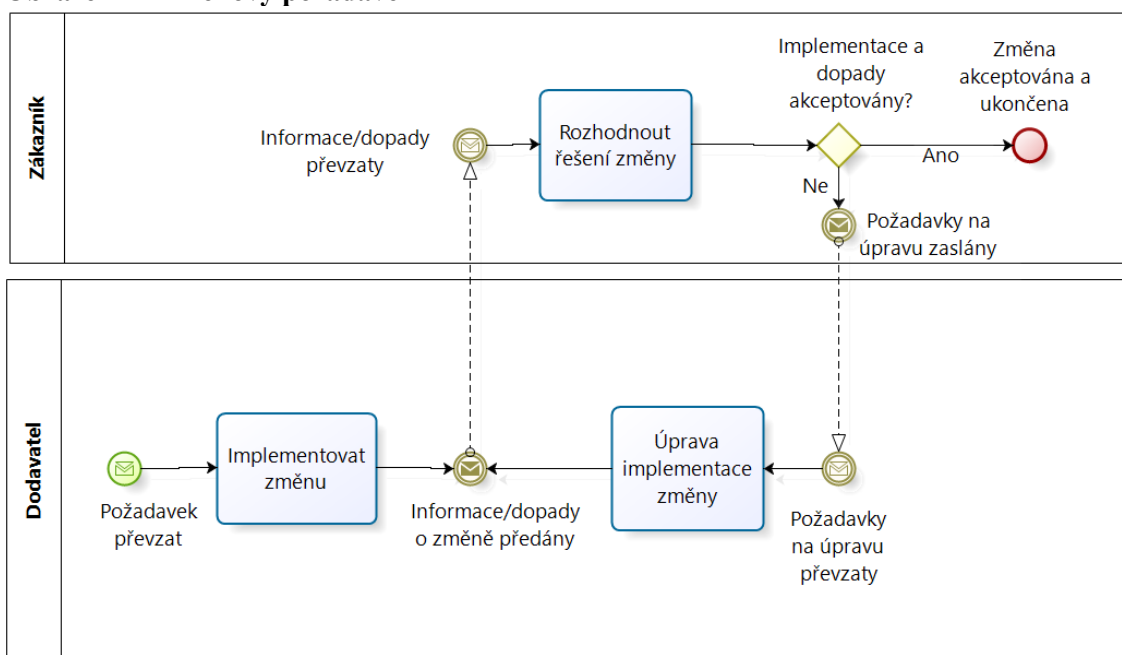 Zákazník
Informace/dopady
převzaty
Rozhodnout
řešení změny
Implementace a
dopady
akceptovány?
Změna
akceptována a
ukončena
Ano
Ne
Požadavky na
úpravu zaslány
Dodavatel
Požadavek
převzat
Implementovat
změnu
Informace/dopady
o změně předány
Úprava
implementace
změny
Požadavky
na úpravu
převzaty